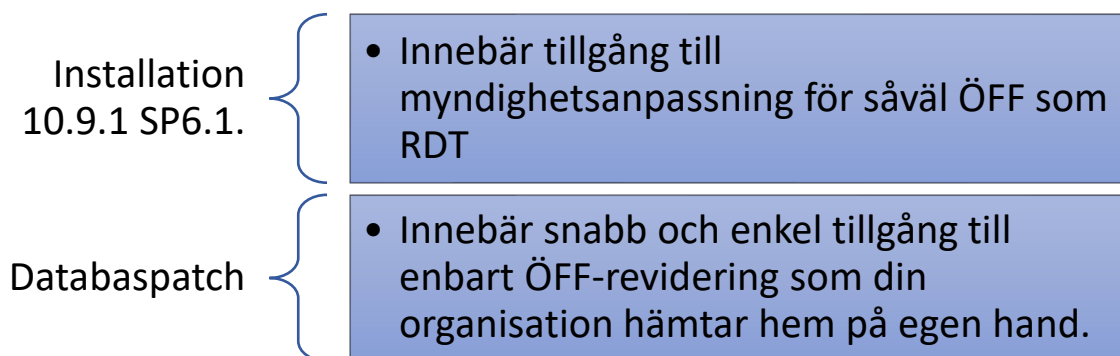 Installation
10.9.1 SP6.1.
• Innebär tillgång till
myndighetsanpassning för såväl ÖFF som
RDT
Databaspatch
• Innebär snabb och enkel tillgång till
enbart ÖFF-revidering som din
organisation hämtar hem på egen hand.